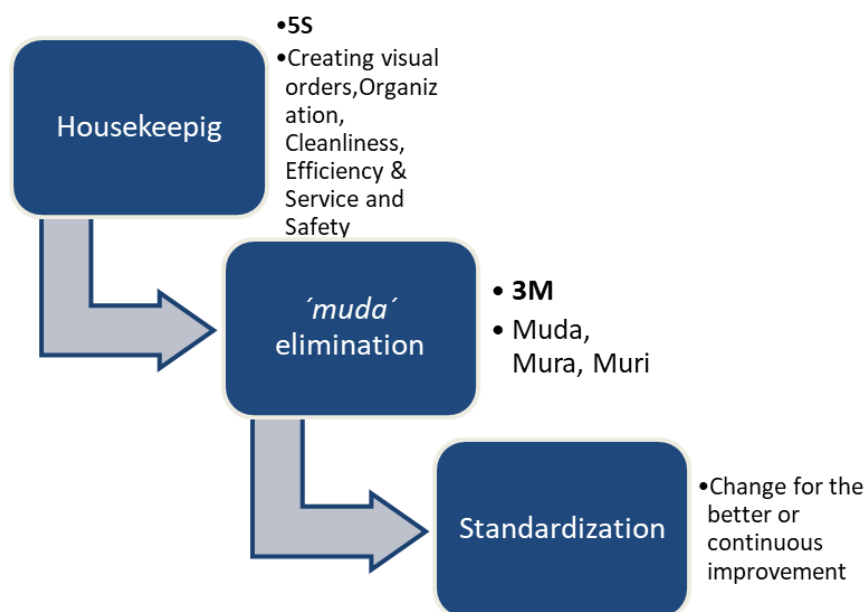 •5S
•Creating visual
orders,Organiz
ation,
Cleanliness,
Efficiency &
Service and
Safety
Housekeepig
´muda´
elimination
• 3M
• Muda,
Mura, Muri
Standardization
•Change for the
better or
continuous
improvement